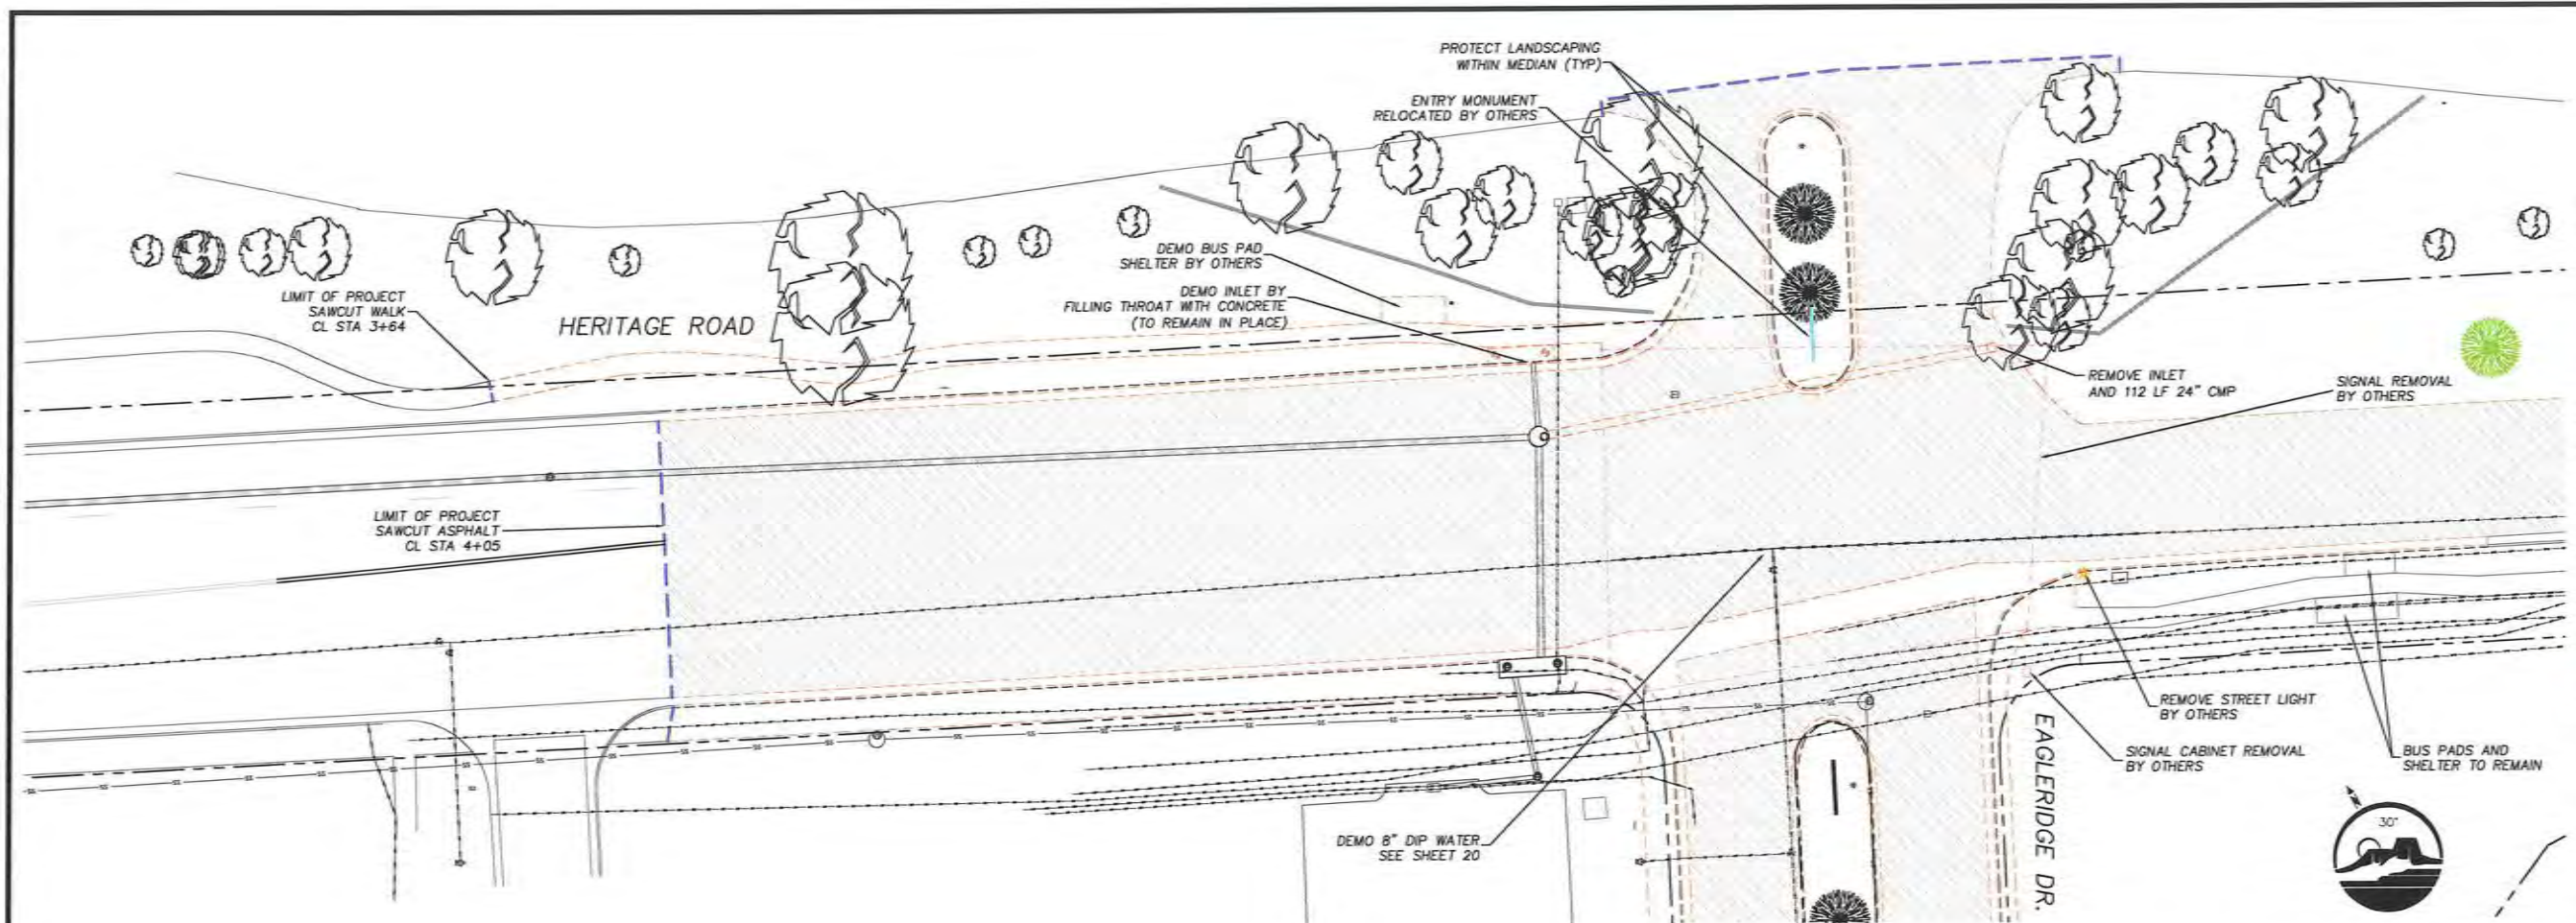 PROTECT LANDSCAPING
WITHIN MEDIAN (TYP)
ENTRY MONUMENT
RELOCATED BY OTHERS
DEMO BUS PAD
SHELTER BY OTHERS
DEMO INLET BY
FILLING THROAT WITH CONCRETE
(TO REMAIN IN PLACE)
LIMIT OF PROJECT
SAWCUT WALK
CL STA 3+64
HERITAGE ROAD
REMOVE INLET
AND 112 LF 24" CMP
SIGNAL REMOVAL
BY OTHERS
LIMIT OF PROJECT
SAWCUT ASPHALT
CL STA 4+05
REMOVE STREET LIGHT
BY OTHERS
SIGNAL CABINET REMOVAL
BY OTHERS
BUS PADS AND
SHELTER TO REMAIN
EAGLERIDGE DR.
DEMO 8" DIP WATER
SEE SHEET 20
N
30'